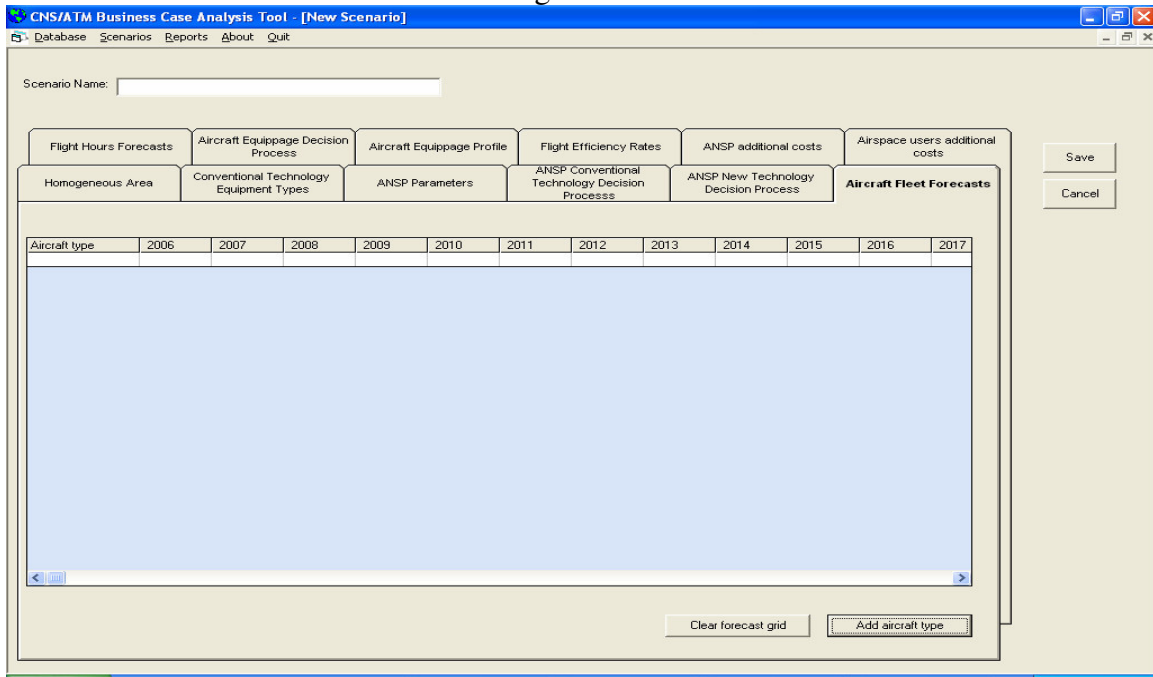 CNS/ATM Business Case Analysis Tool - [New Scenario]
Database Scenarios Reports About Quit
Scenario Name:
Flight Hours Forecasts
Aircraft Equippage Decision
Process
Aircraft Equippage Profile
Flight Efficiency Rates
ANSP additional costs
Airspace users additional
costs
Homogeneous Area
Conventional Technology
Equipment Types
ANSP Parameters
ANSP Conventional
Technology Decision
Processs
ANSP New Technology
Decision Process
Aircraft Fleet Forecasts
Save
Cancel
Aircraft type 2006 2007 2008 2009 2010 2011 2012 2013 2014 2015 2016 2017
Clear forecast grid Add aircraft type